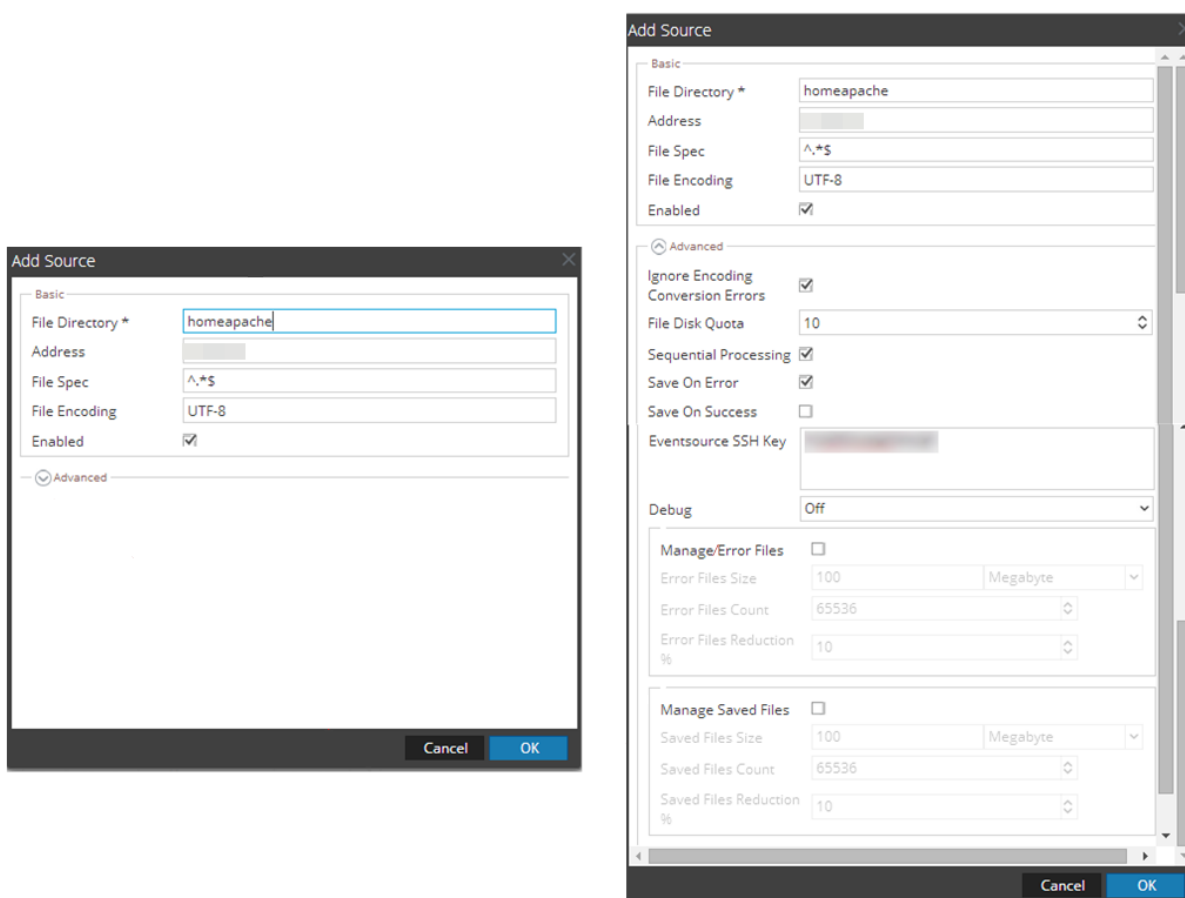 Add Source
Basic
File Directory * homeapache
Address
File Spec ^.*$
File Encoding UTF-8
Enabled
Advanced
Cancel OK
Add Source
Basic
File Directory * homeapache
Address
File Spec ^.*$
File Encoding UTF-8
Enabled
Advanced
Ignore Encoding
Conversion Errors
File Disk Quota 10
Sequential Processing
Save On Error
Save On Success
Eventsource SSH Key
Debug Off
Manage/Error Files
Error Files Size 100 Megabyte
Error Files Count 65536
Error Files Reduction
% 10
Manage Saved Files
Saved Files Size 100 Megabyte
Saved Files Count 65536
Saved Files Reduction
% 10
Cancel OK